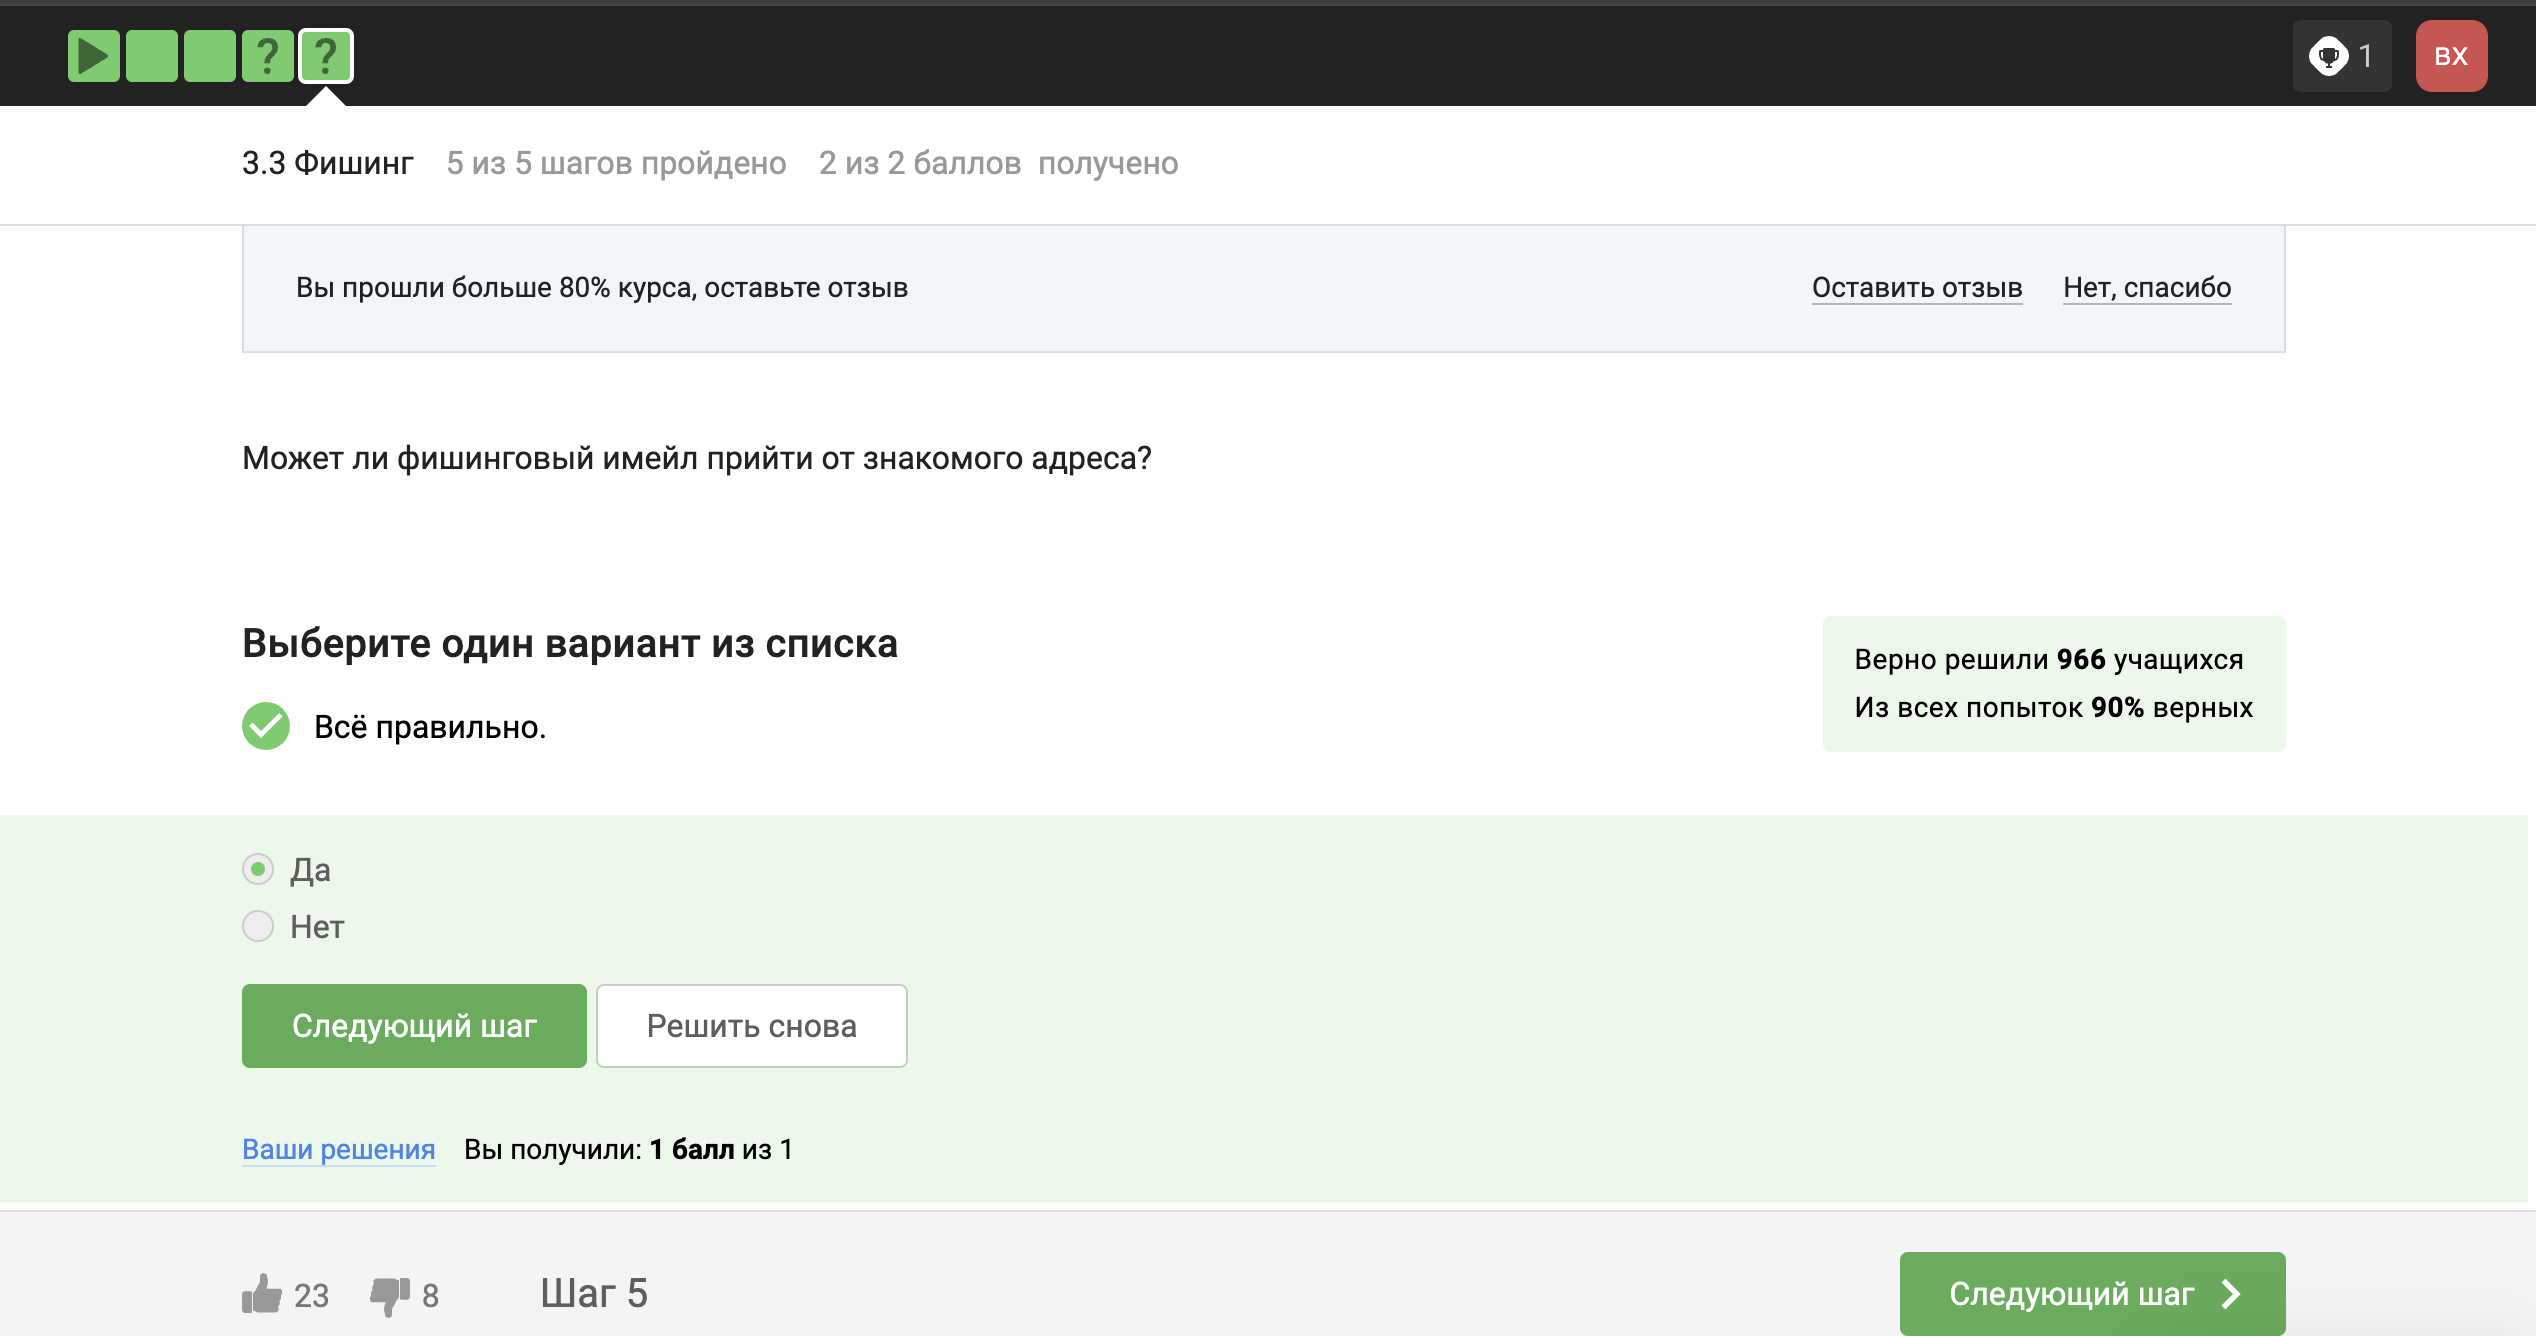 ? ?
1
ВХ
3.3 Фишинг 5 из 5 шагов пройдено 2 из 2 баллов получено
Вы прошли больше 80% курса, оставьте отзыв Оставить отзыв Нет, спасибо
Может ли фишинговый имейл прийти от знакомого адреса?
Выберите один вариант из списка
Всё правильно.
Верно решили 966 учащихся
Из всех попыток 90% верных
Да
Нет
Следующий шаг Решить снова
Ваши решения Вы получили: 1 балл из 1
23 8 Шаг 5 Следующий шаг